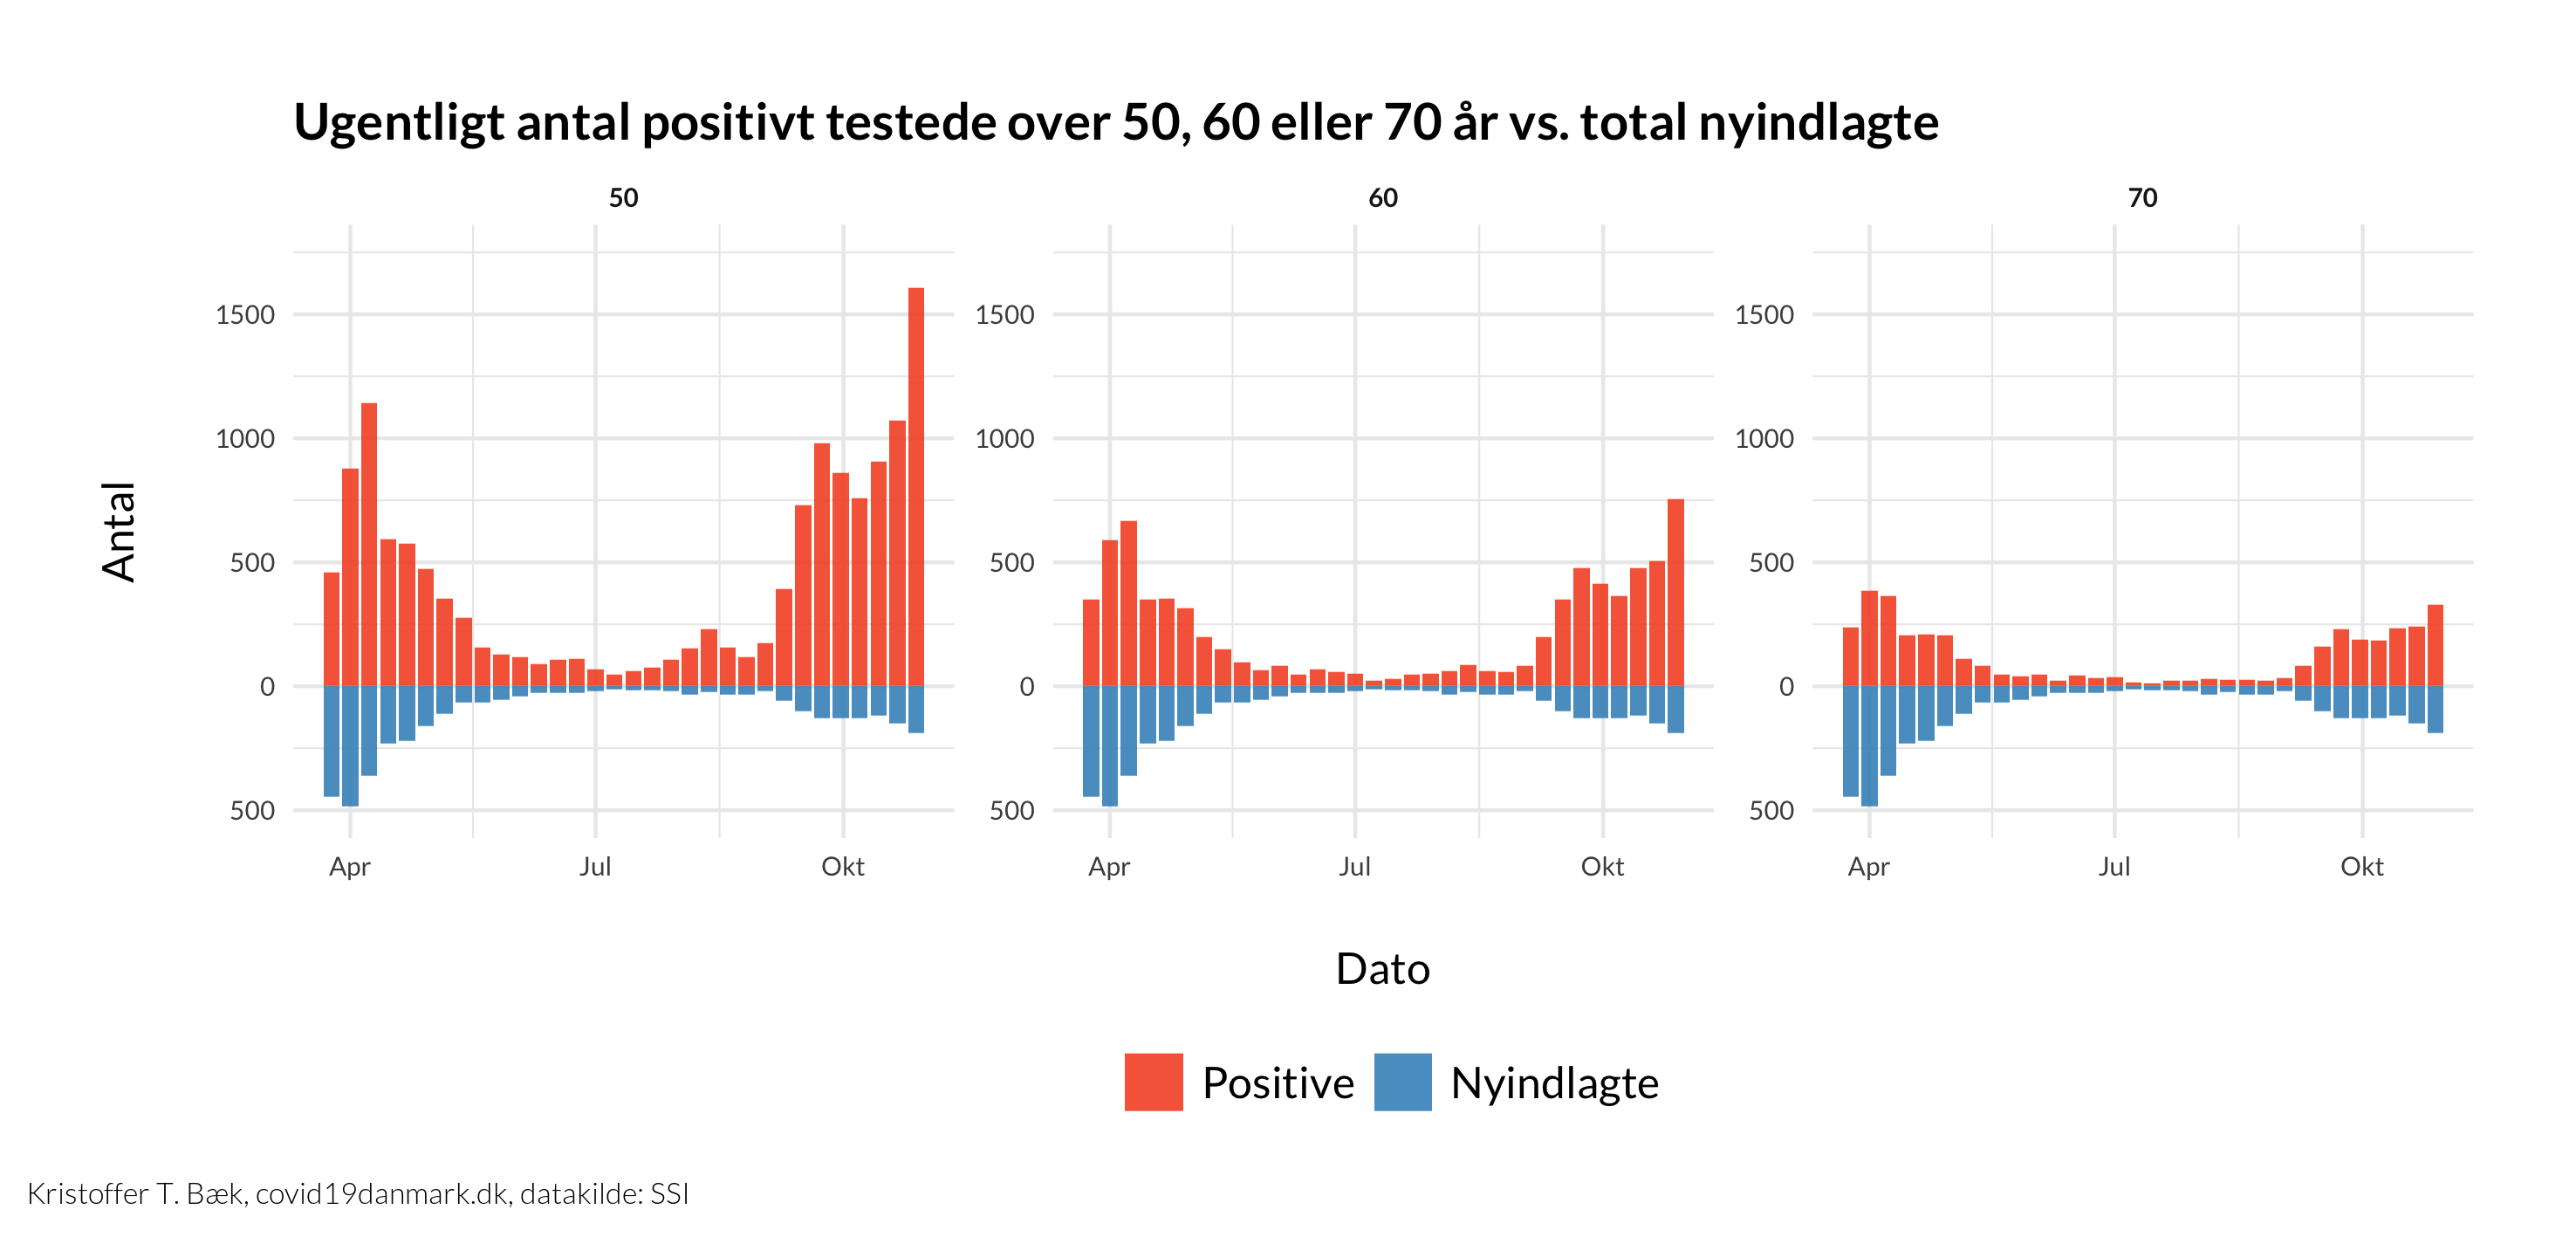 Ugentligt antal positivt testede over 50, 60 eller 70 år vs. total nyindlagte
50
60
70
Antal
1500
1000
500
0
500
1500
1000
500
0
500
1500
1000
500
0
500
Apr
Jul
Okt
Apr
Jul
Okt
Apr
Jul
Okt
Dato
Positive
Nyindlagte
Kristoffer T. Bæk, covid19danmark.dk, datakilde: SSI